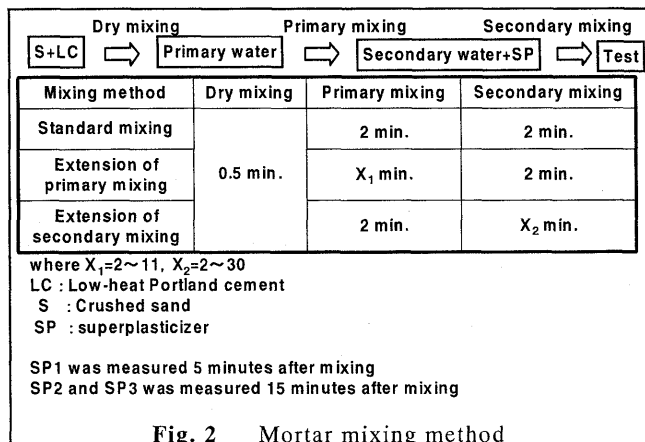 Dry mixing Primary mixing Secondary mixing
S+LC ⇨ Primary water ⇨ Secondary water+SP ⇨ Test
Mixing method Dry mixing Primary mixing Secondary mixing
Standard mixing 2 min. 2 min.
Extension of
primary mixing 0.5 min. X₁ min. 2 min.
Extension of
secondary mixing 2 min. X₂ min.
where X₁=2~11, X₂=2~30
LC : Low-heat Portland cement
S : Crushed sand
SP : superplasticizer
SP1 was measured 5 minutes after mixing
SP2 and SP3 was measured 15 minutes after mixing
Fig. 2 Mortar mixing method